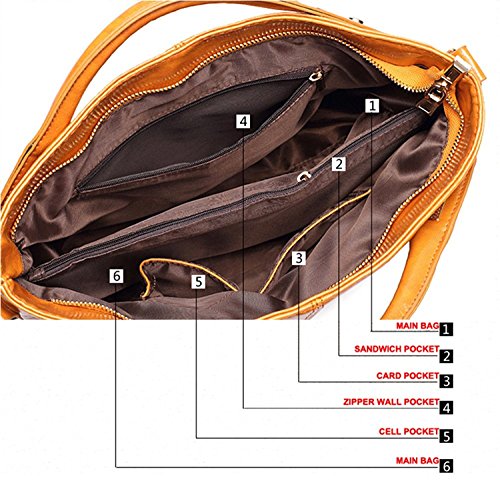 1
4
2
3
6
5
MAIN BAG 1
SANDWICH POCKET 2
CARD POCKET 3
ZIPPER WALL POCKET 4
CELL POCKET 5
MAIN BAG 6